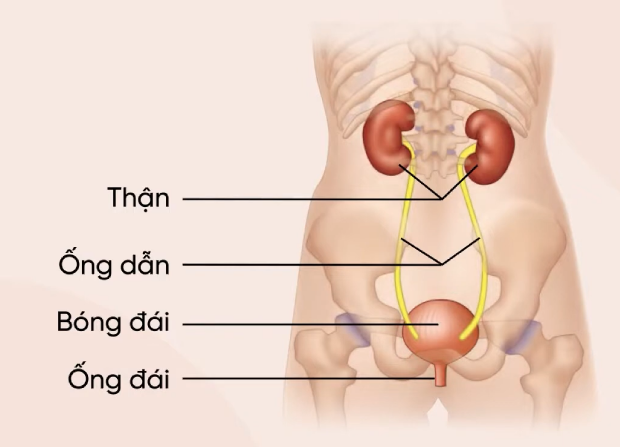 Thận
Ống dẫn
Bóng đái
Ống đái